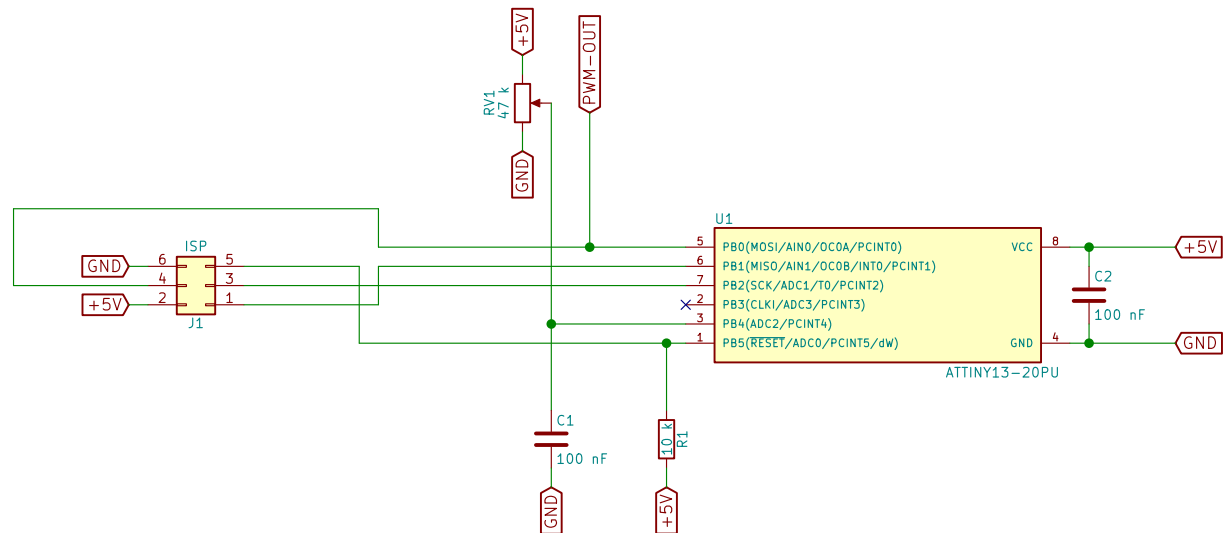 +5V
PWM-OUT
RV1
47 k
GND
U1
ISP
GND
6
5
4
3
+5V
2
1
J1
5
PB0(MOSI/AIN0/OC0A/PCINT0)
6
PB1(MISO/AIN1/OC0B/INT0/PCINT1)
7
PB2(SCK/ADC1/T0/PCINT2)
2
PB3(CLKI/ADC3/PCINT3)
3
PB4(ADC2/PCINT4)
1
PB5(RESET/ADC0/PCINT5/dW)
VCC
8
+5V
C2
100 nF
GND
4
GND
ATTINY13-20PU
C1
100 nF
GND
10 k
R1
+5V